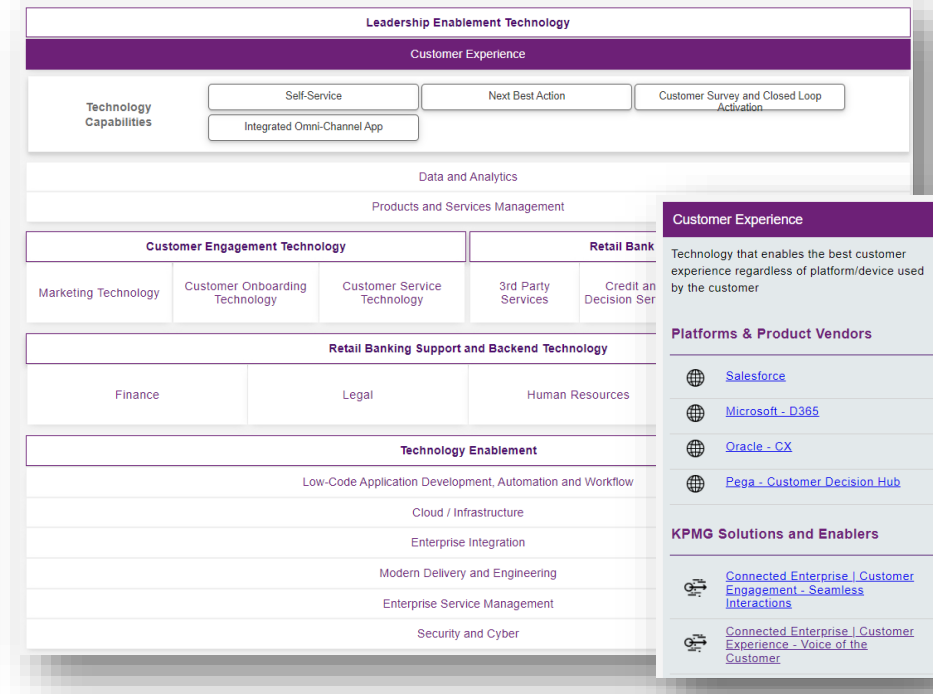 Leadership Enablement Technology
Customer Experience
Technology
Capabilities
Self-Service
Next Best Action
Customer Survey and Closed Loop
Activation
Integrated Omni-Channel App
Data and Analytics
Products and Services Management
Customer Engagement Technology
Retail Bank
Marketing Technology
Customer Onboarding
Technology
Customer Service
Technology
3rd Party
Services
Credit an
Decision Ser
Retail Banking Support and Backend Technology
Finance
Legal
Human Resources
Technology Enablement
Low-Code Application Development, Automation and Workflow
Cloud / Infrastructure
Enterprise Integration
Modern Delivery and Engineering
Enterprise Service Management
Security and Cyber
Customer Experience
Technology that enables the best customer
experience regardless of platform/device used
by the customer
Platforms & Product Vendors
Salesforce
Microsoft - D365
Oracle - CX
Pega - Customer Decision Hub
KPMG Solutions and Enablers
Connected Enterprise | Customer
Engagement - Seamless
Interactions
Connected Enterprise | Customer
Experience - Voice of the
Customer